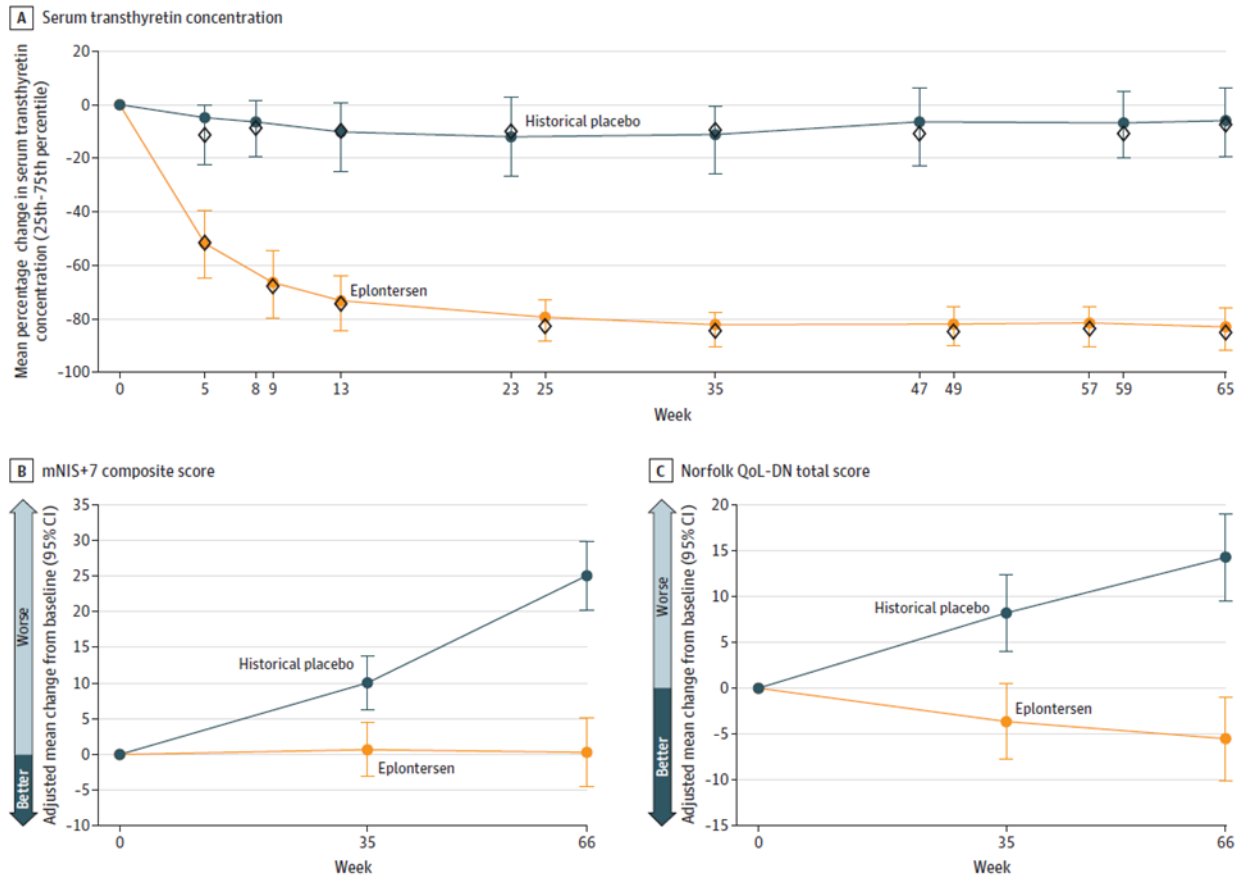 A Serum transthyretin concentration
Mean percentage change in serum transthyretin
concentration (25th-75th percentile)
20
0
-20
-40
-60
-80
-100
Historical placebo
Eplontersen
0 5 8 9 13 23 25 35 47 49 57 59 65
Week
B mNIS+7 composite score
Worse
Better
Adjusted mean change from baseline (95% CI)
35
30
25
20
15
10
5
0
-5
-10
Historical placebo
Eplontersen
0 35 66
Week
C Norfolk QoL-DN total score
Worse
Better
Adjusted mean change from baseline (95% CI)
20
15
10
5
0
-5
-10
-15
Historical placebo
Eplontersen
0 35 66
Week